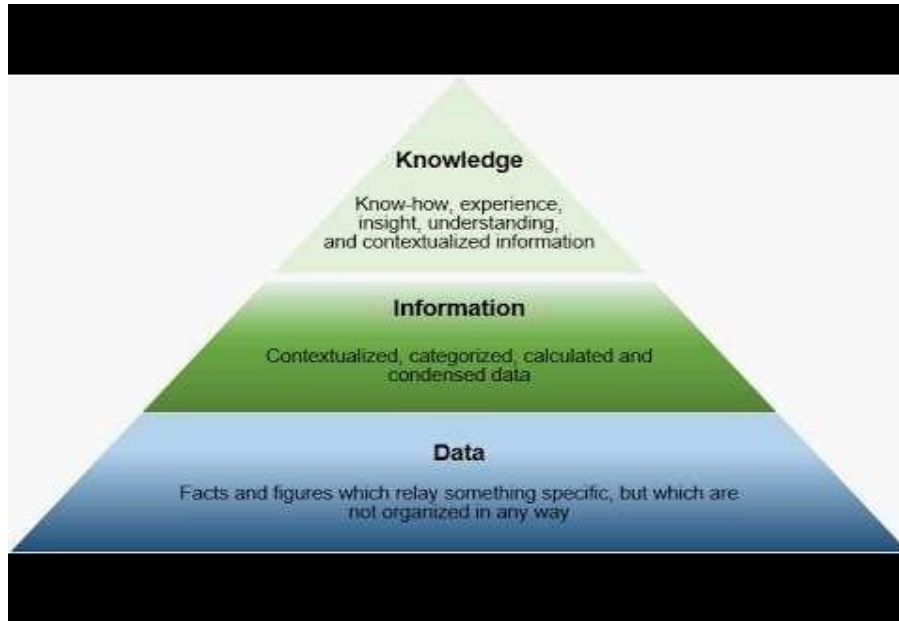 Knowledge
Know-how, experience,
insight, understanding,
and contextualized information
Information
Contextualized, categorized, calculated and
condensed data
Data
Facts and figures which relay something specific, but which are
not organized in any way